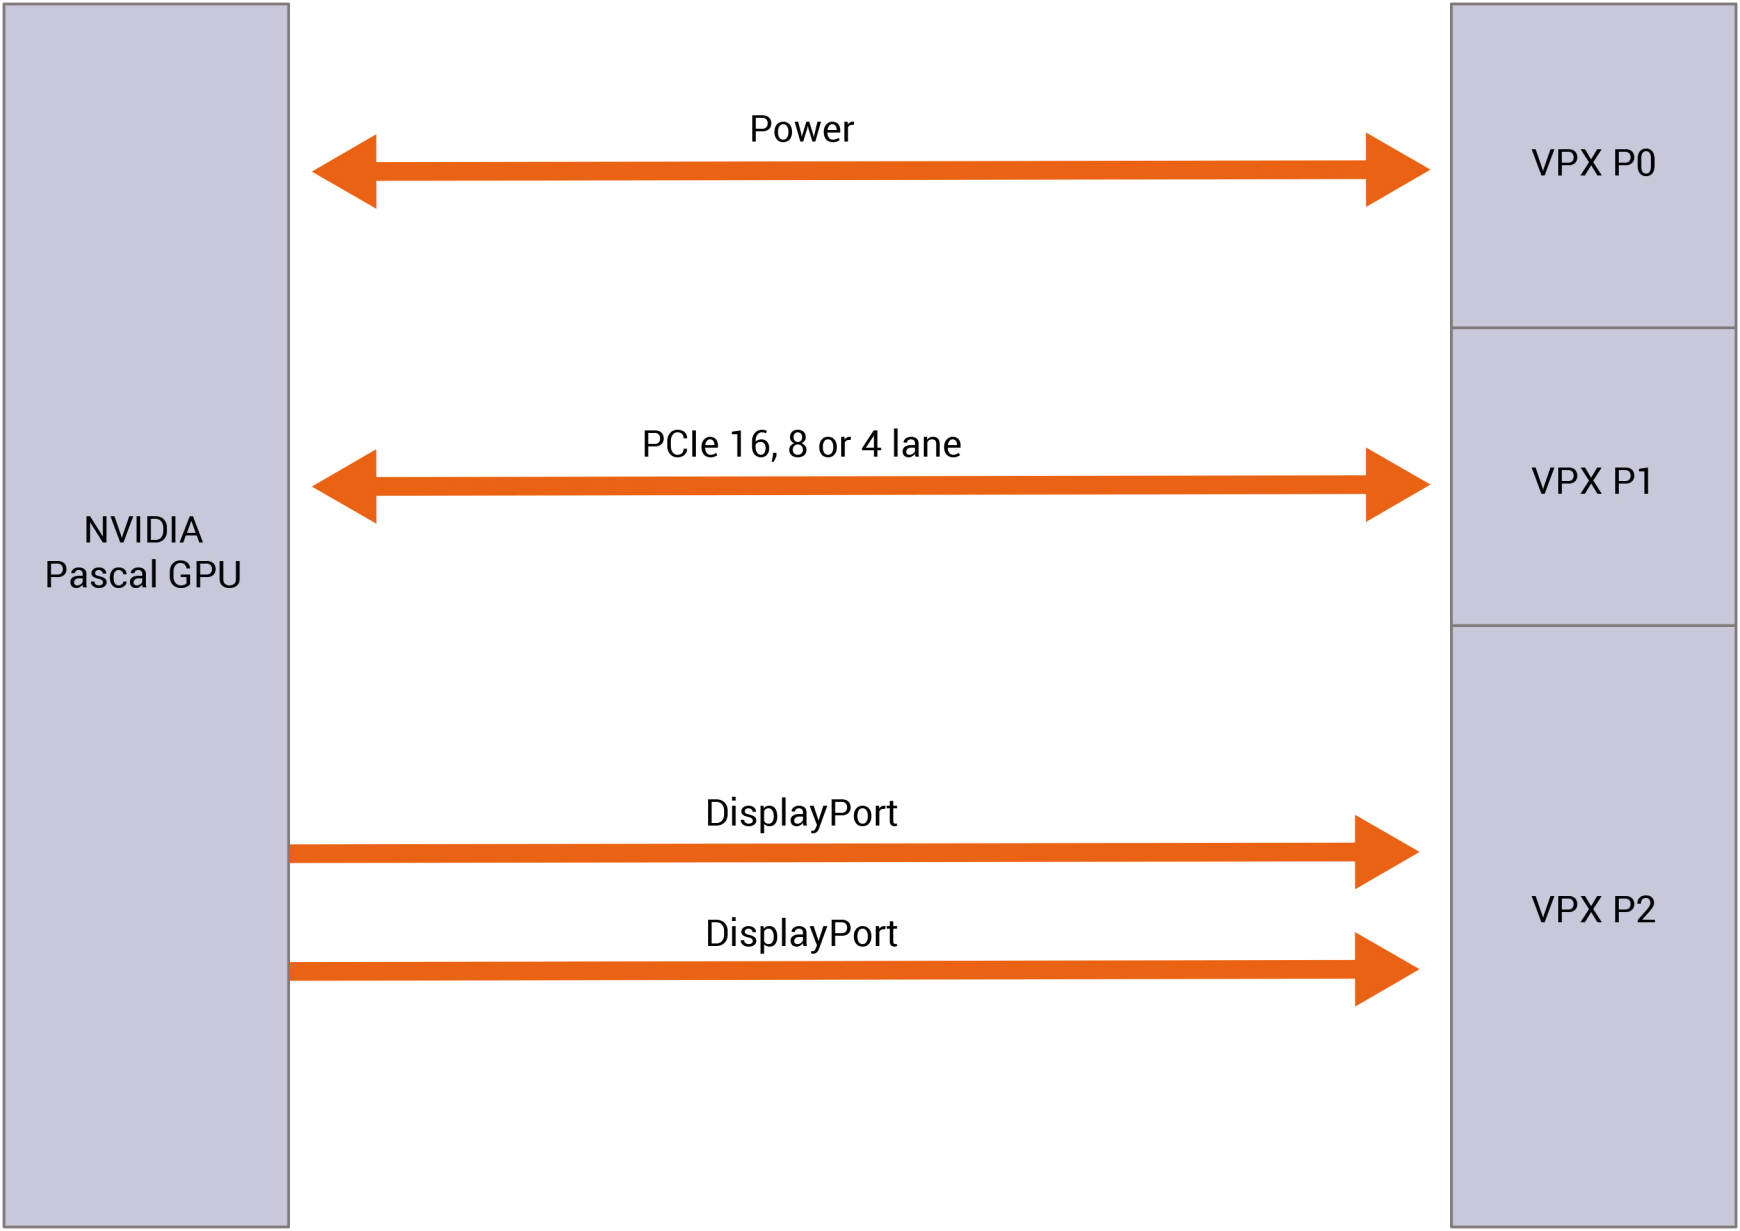 Power
VPX P0
PCIe 16, 8 or 4 lane
VPX P1
NVIDIA
Pascal GPU
DisplayPort
VPX P2
DisplayPort